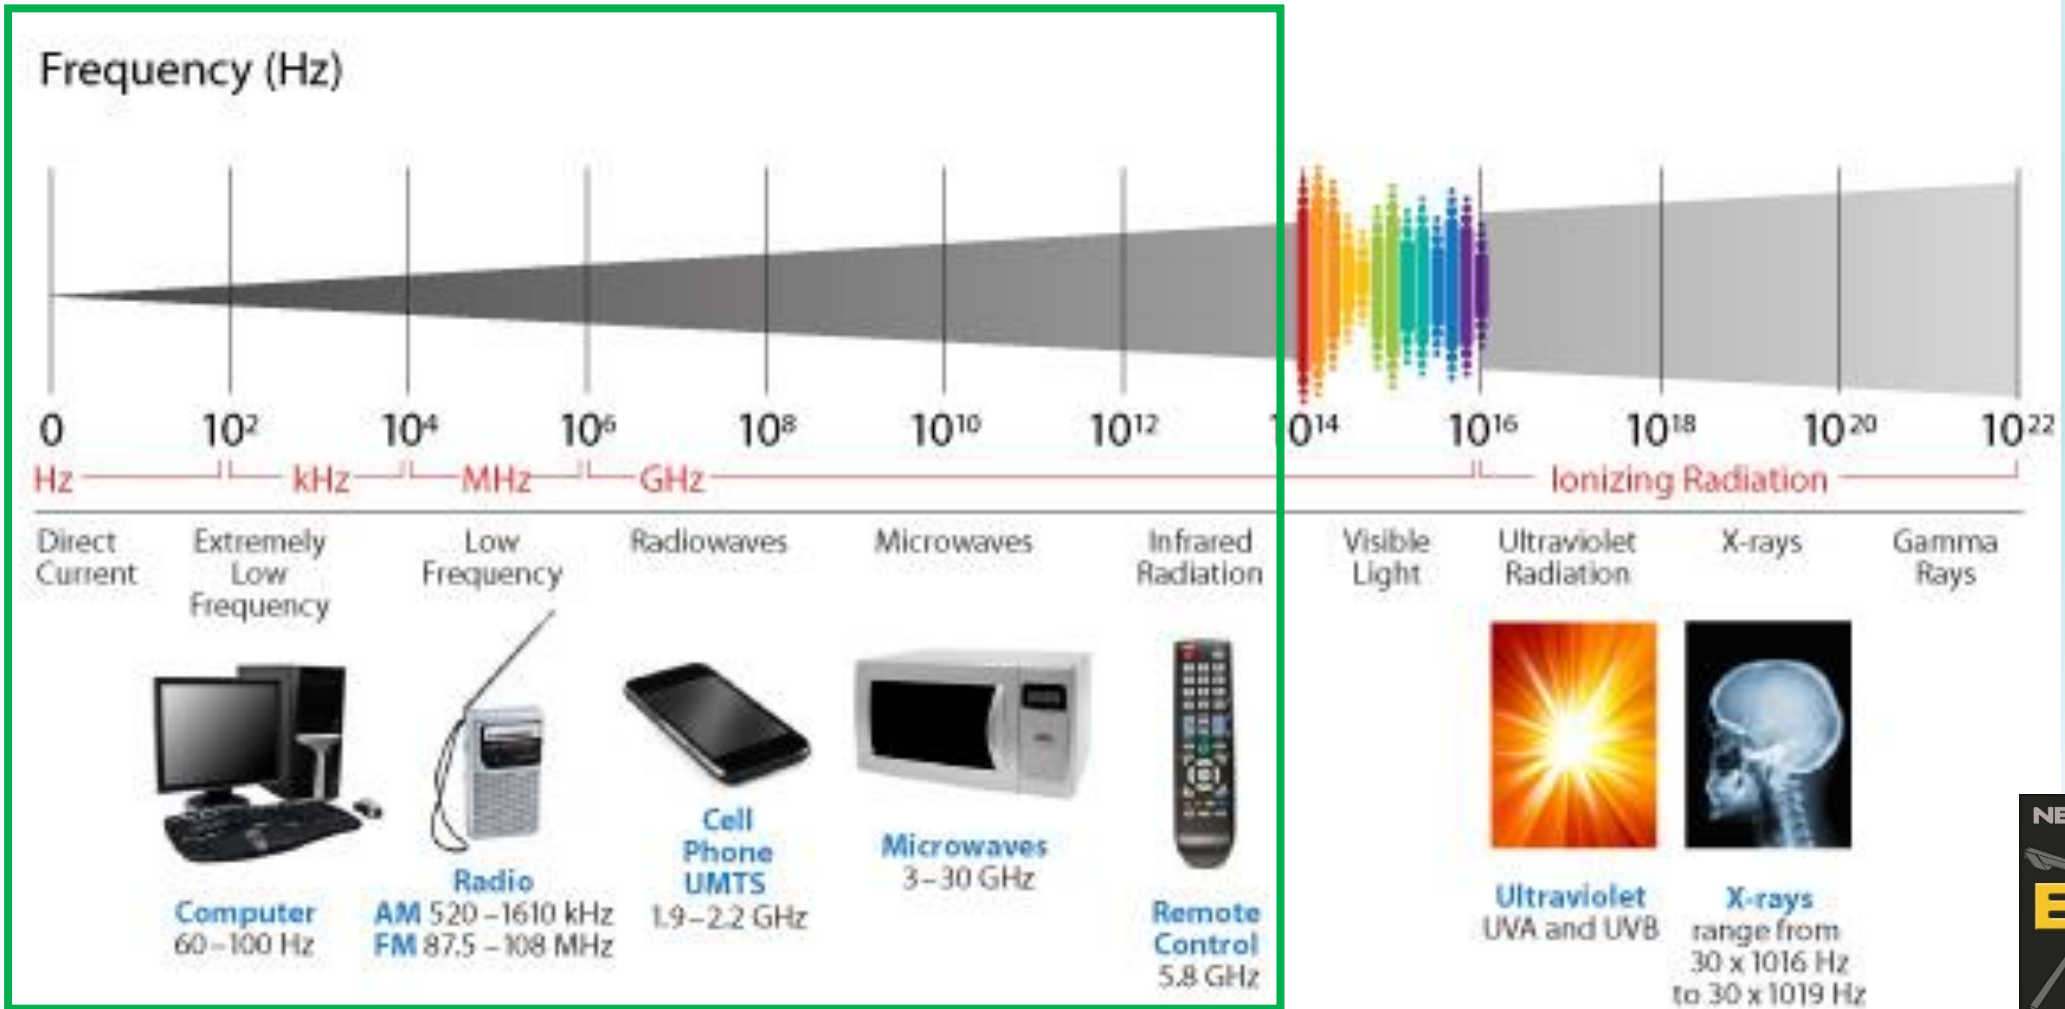 Frequency (Hz)
0 10² 10⁴ 10⁶ 10⁸ 10¹⁰ 10¹² 10¹⁴ 10¹⁶ 10¹⁸ 10²⁰ 10²²
Hz kHz MHz GHz Ionizing Radiation
Direct
Current
Extremely
Low
Frequency
Low
Frequency
Radiowaves
Microwaves
Infrared
Radiation
Visible
Light
Ultraviolet
Radiation
X-rays
Gamma
Rays
Computer
60–100 Hz
Radio
AM 520–1610 kHz
FM 87.5–108 MHz
Cell
Phone
UMTS
1.9–2.2 GHz
Microwaves
3–30 GHz
Remote
Control
5.8 GHz
Ultraviolet
UVA and UVB
X-rays
range from
30 x 1016 Hz
to 30 x 1019 Hz